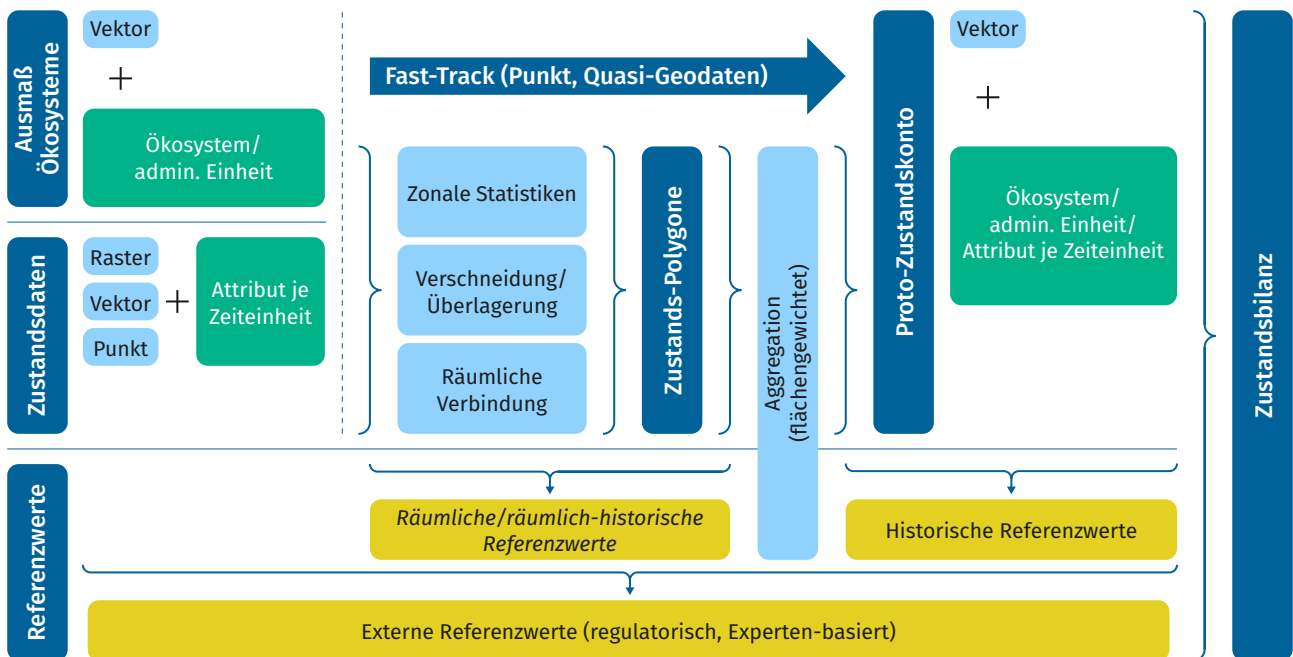 Ausmaß
Ökosysteme
Vektor
+
Ökosystem/
admin. Einheit
Zustandsdaten
Raster
Vektor
Punkt
+
Attribut je
Zeiteinheit
Fast-Track (Punkt, Quasi-Geodaten)
Zonale Statistiken
Verschneidung/
Überlagerung
Räumliche
Verbindung
Zustands-Polygone
Aggregation
(flächengewichtet)
Proto-Zustandskonto
Vektor
+
Ökosystem/
admin. Einheit/
Attribut je Zeiteinheit
Zustandsbilanz
Referenzwerte
Räumliche/räumlich-historische
Referenzwerte
Historische Referenzwerte
Externe Referenzwerte (regulatorisch, Experten-basiert)